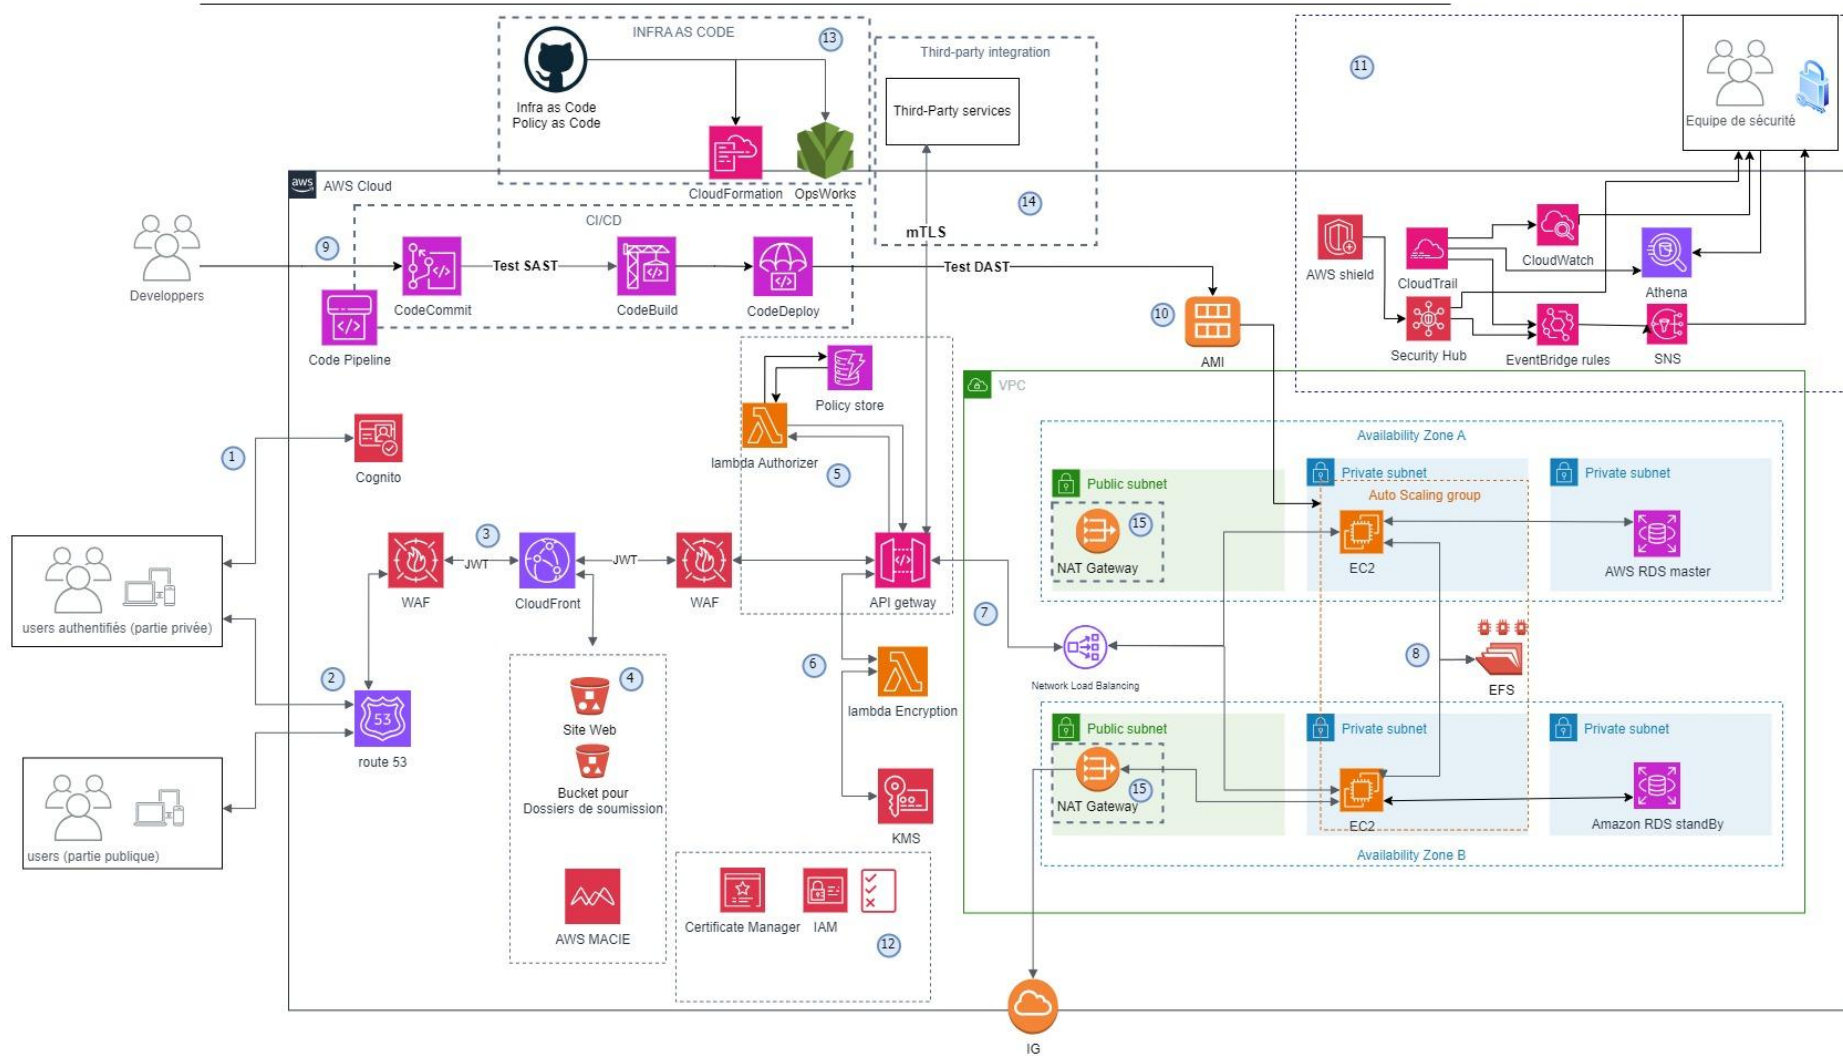 INFRA AS CODE
13
Infra as Code
Policy as Code
CloudFormation
OpsWorks
Third-party integration
Third-Party services
14
mTLS
11
Equipe de sécurité
aws
AWS Cloud
CI/CD
9
Developpers
CodeCommit
Test SAST
CodeBuild
CodeDeploy
Test DAST
Code Pipeline
10
AMI
AWS shield
CloudTrail
CloudWatch
Athena
Security Hub
EventBridge rules
SNS
1
Cognito
Policy store
lambda Authorizer
5
users authentifiés (partie privée)
WAF
3
JWT
CloudFront
JWT
WAF
API getway
2
53
route 53
users (partie publique)
4
Site Web
Bucket pour
Dossiers de soumission
AWS MACIE
6
lambda Encryption
KMS
Certificate Manager
IAM
12
VPC
Availability Zone A
Public subnet
15
NAT Gateway
Private subnet
Auto Scaling group
EC2
Private subnet
AWS RDS master
7
Network Load Balancing
8
EFS
Public subnet
NAT Gateway
15
Private subnet
EC2
Private subnet
Amazon RDS standBy
Availability Zone B
IG